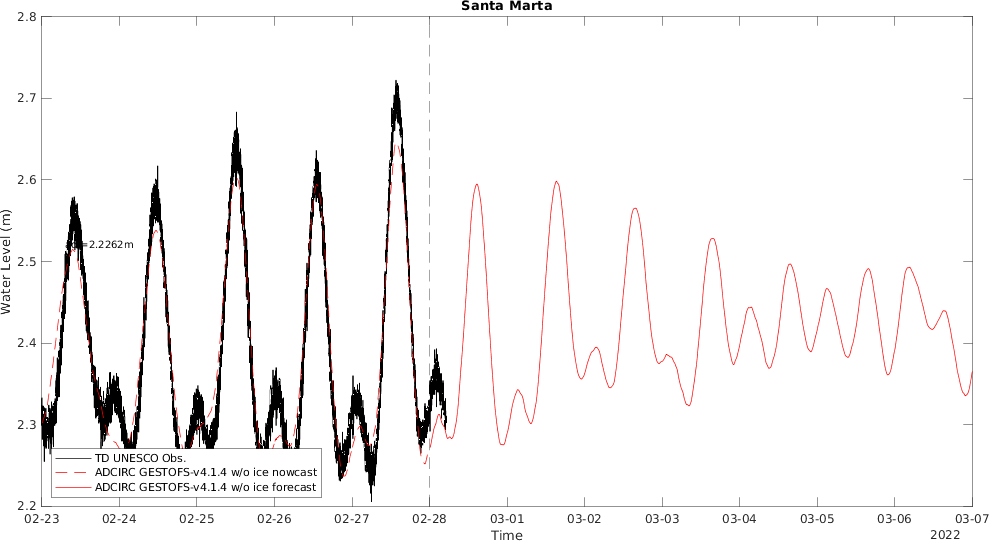 Santa Marta
2.8
2.7
2.6
2.5
2.4
2.3
2.2
Water Level (m)
=2.2262m
TD UNESCO Obs.
ADCIRC GESTOFS-v4.1.4 w/o ice nowcast
ADCIRC GESTOFS-v4.1.4 w/o ice forecast
02-23 02-24 02-25 02-26 02-27 02-28 03-01 03-02 03-03 03-04 03-05 03-06 03-07
Time
2022